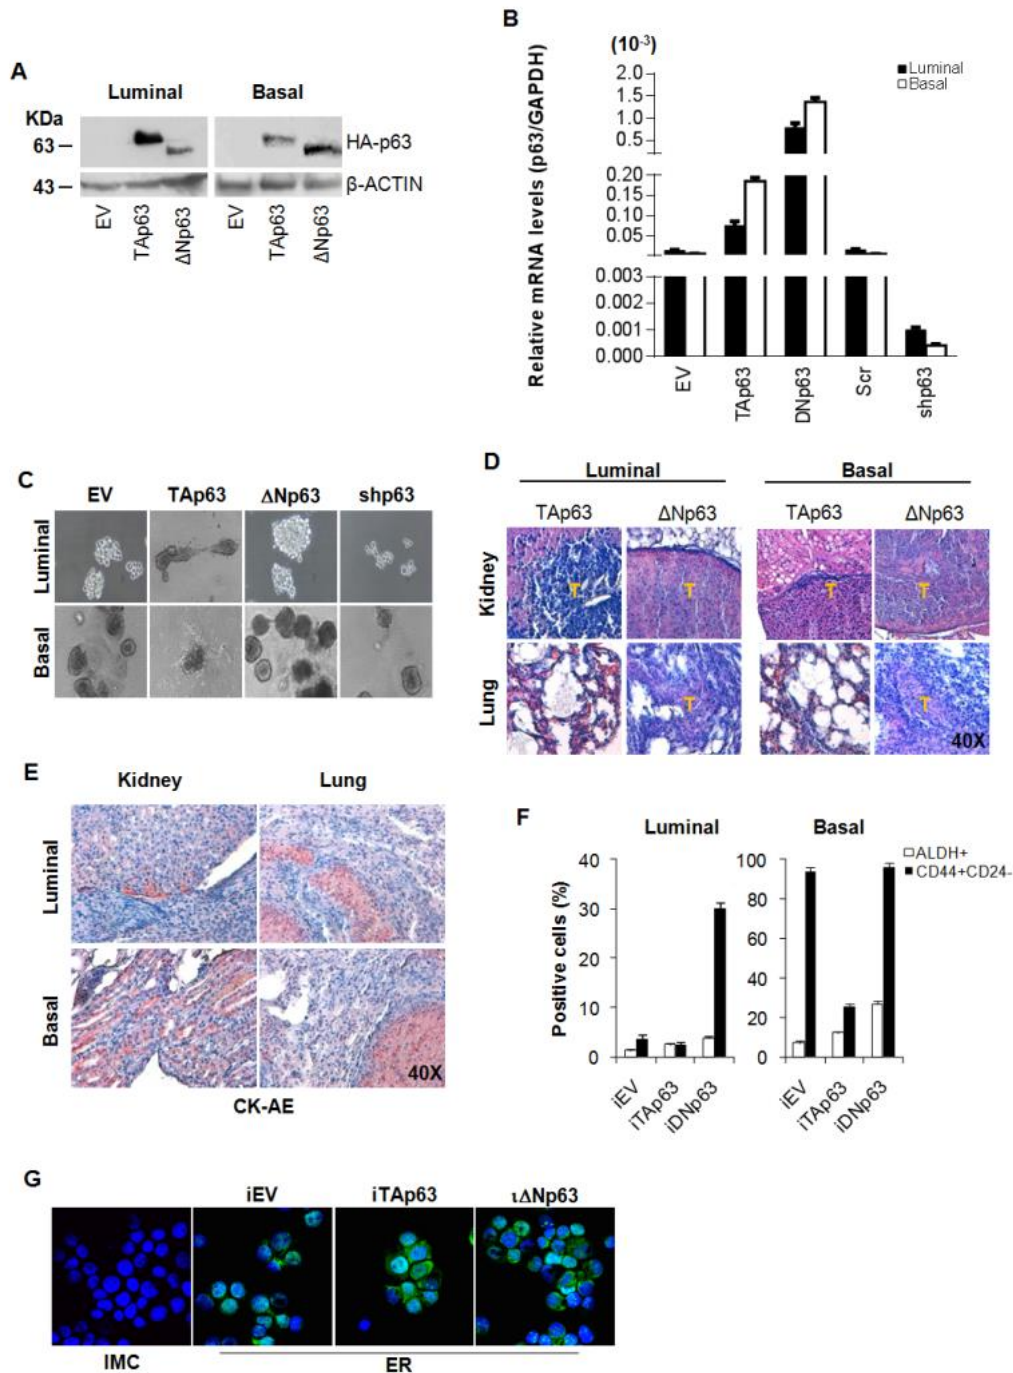 A
Luminal Basal
KDa
63
HA-p63
43
β-ACTIN
EV
TAp63
ΔNp63
EV
TAp63
ΔNp63
B
(10⁻³)
Relative mRNA levels (p63/GAPDH)
Luminal
Basal
2.0
1.5
1.0
0.5
0.20
0.15
0.10
0.05
0.003
0.002
0.001
0.000
EV
TAp63
DNp63
Scr
shp63
C
EV TAp63 ΔNp63 shp63
Luminal
Basal
D
Luminal Basal
TAp63 ΔNp63 TAp63 ΔNp63
Kidney
T T T T
Lung
T T
40X
E
Kidney Lung
Luminal
Basal
40X
CK-AE
F
Luminal Basal
ALDH+
CD44+CD24-
Positive cells (%)
40
30
20
10
0
iEV
iTAp63
iDNp63
100
80
60
40
20
0
iEV
iTAp63
iDNp63
G
iEV iTAp63 ιΔNp63
IMC ER